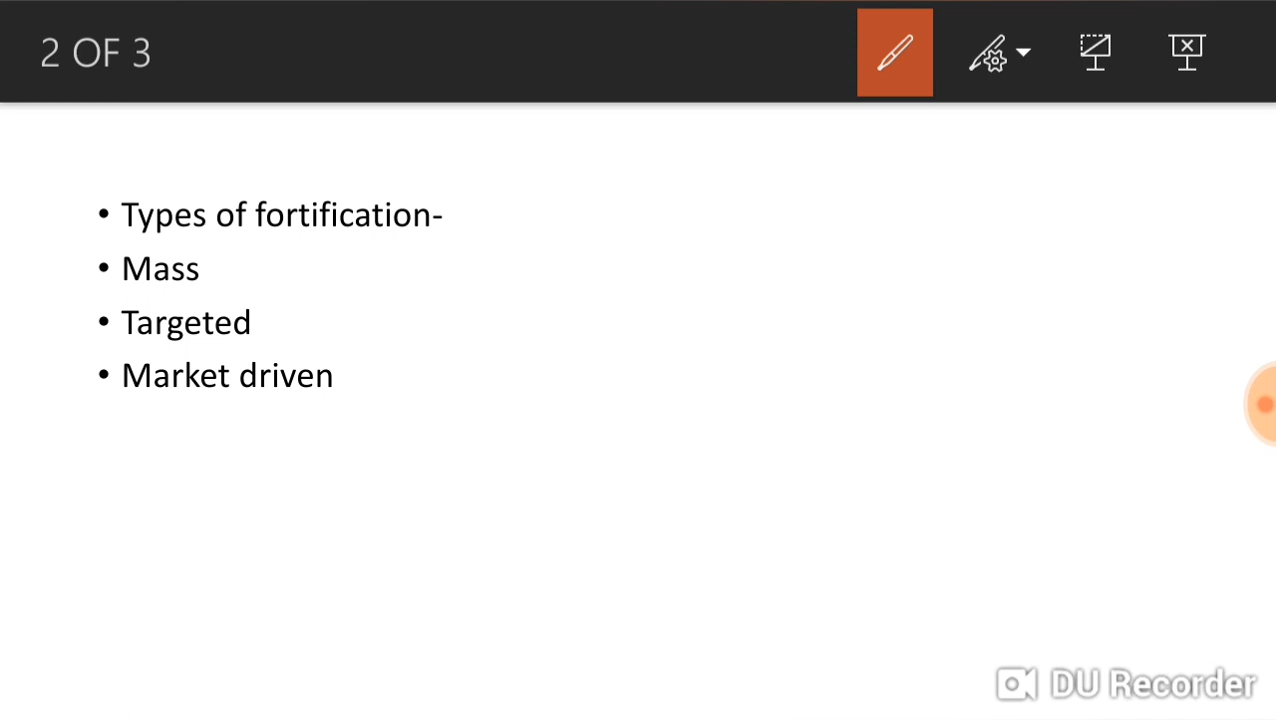 2 OF 3
• Types of fortification-
• Mass
• Targeted
• Market driven
DU Recorder